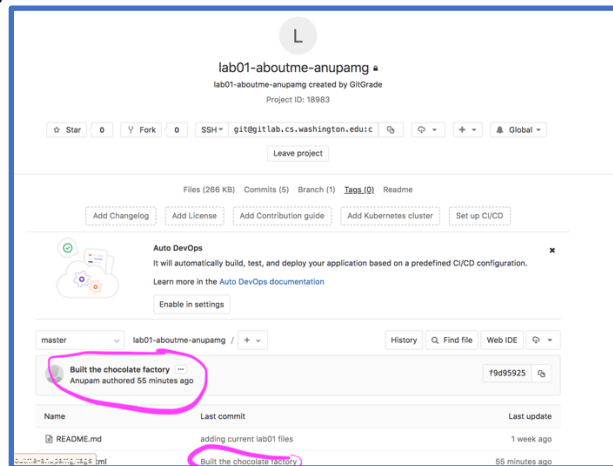 L
lab01-aboutme-anupamg
lab01-aboutme-anupamg created by GitGrade
Project ID: 18983
Star 0 Fork 0 SSH git@gitlab.cs.washington.edu:c Global
Leave project
Files (266 KB) Commits (5) Branch (1) Tags (0) Readme
Add Changelog Add License Add Contribution guide Add Kubernetes cluster Set up CI/CD
Auto DevOps
It will automatically build, test, and deploy your application based on a predefined CI/CD configuration.
Learn more in the Auto DevOps documentation
Enable in settings
master lab01-aboutme-anupamg / + History Find file Web IDE
Built the chocolate factory ...
Anupam authored 55 minutes ago
f9d95925
Name Last commit Last update
README.md adding current lab01 files 1 week ago
Built the chocolate factory 55 minutes ago